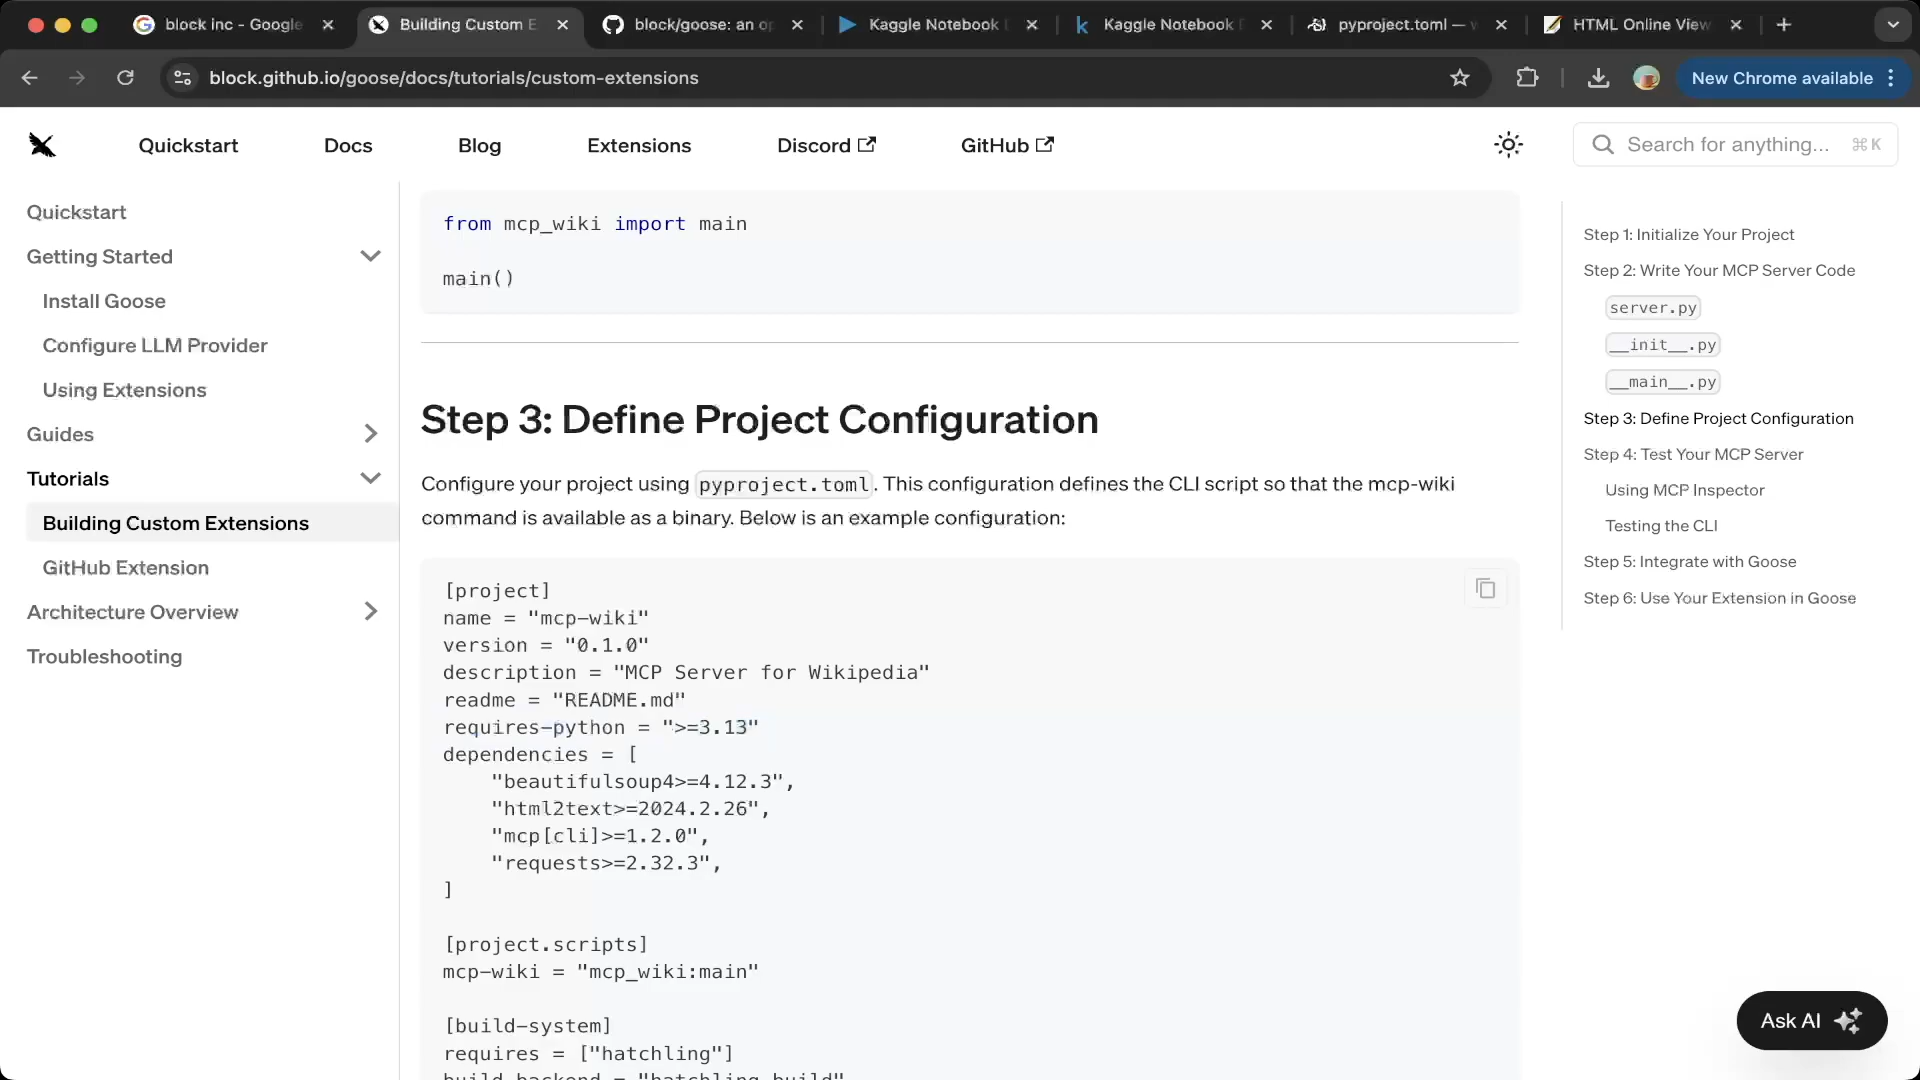 block inc - Google
Building Custom E
block/goose: an op
Kaggle Notebook
Kaggle Notebook
pyproject.toml —
HTML Online View
block.github.io/goose/docs/tutorials/custom-extensions
New Chrome available
Quickstart
Docs
Blog
Extensions
Discord
GitHub
Search for anything... ⌘K
Quickstart
Getting Started
Install Goose
Configure LLM Provider
Using Extensions
Guides
Tutorials
Building Custom Extensions
GitHub Extension
Architecture Overview
Troubleshooting
from mcp_wiki import main
main()
Step 3: Define Project Configuration
Configure your project using pyproject.toml. This configuration defines the CLI script so that the mcp-wiki
command is available as a binary. Below is an example configuration:
[project]
name = "mcp-wiki"
version = "0.1.0"
description = "MCP Server for Wikipedia"
readme = "README.md"
requires-python = ">=3.13"
dependencies = [
    "beautifulsoup4>=4.12.3",
    "html2text>=2024.2.26",
    "mcp[cli]>=1.2.0",
    "requests>=2.32.3",
]
[project.scripts]
mcp-wiki = "mcp_wiki:main"
[build-system]
requires = ["hatchling"]
build-backend = "hatchling.build"
Step 1: Initialize Your Project
Step 2: Write Your MCP Server Code
server.py
__init__.py
__main__.py
Step 3: Define Project Configuration
Step 4: Test Your MCP Server
Using MCP Inspector
Testing the CLI
Step 5: Integrate with Goose
Step 6: Use Your Extension in Goose
Ask AI